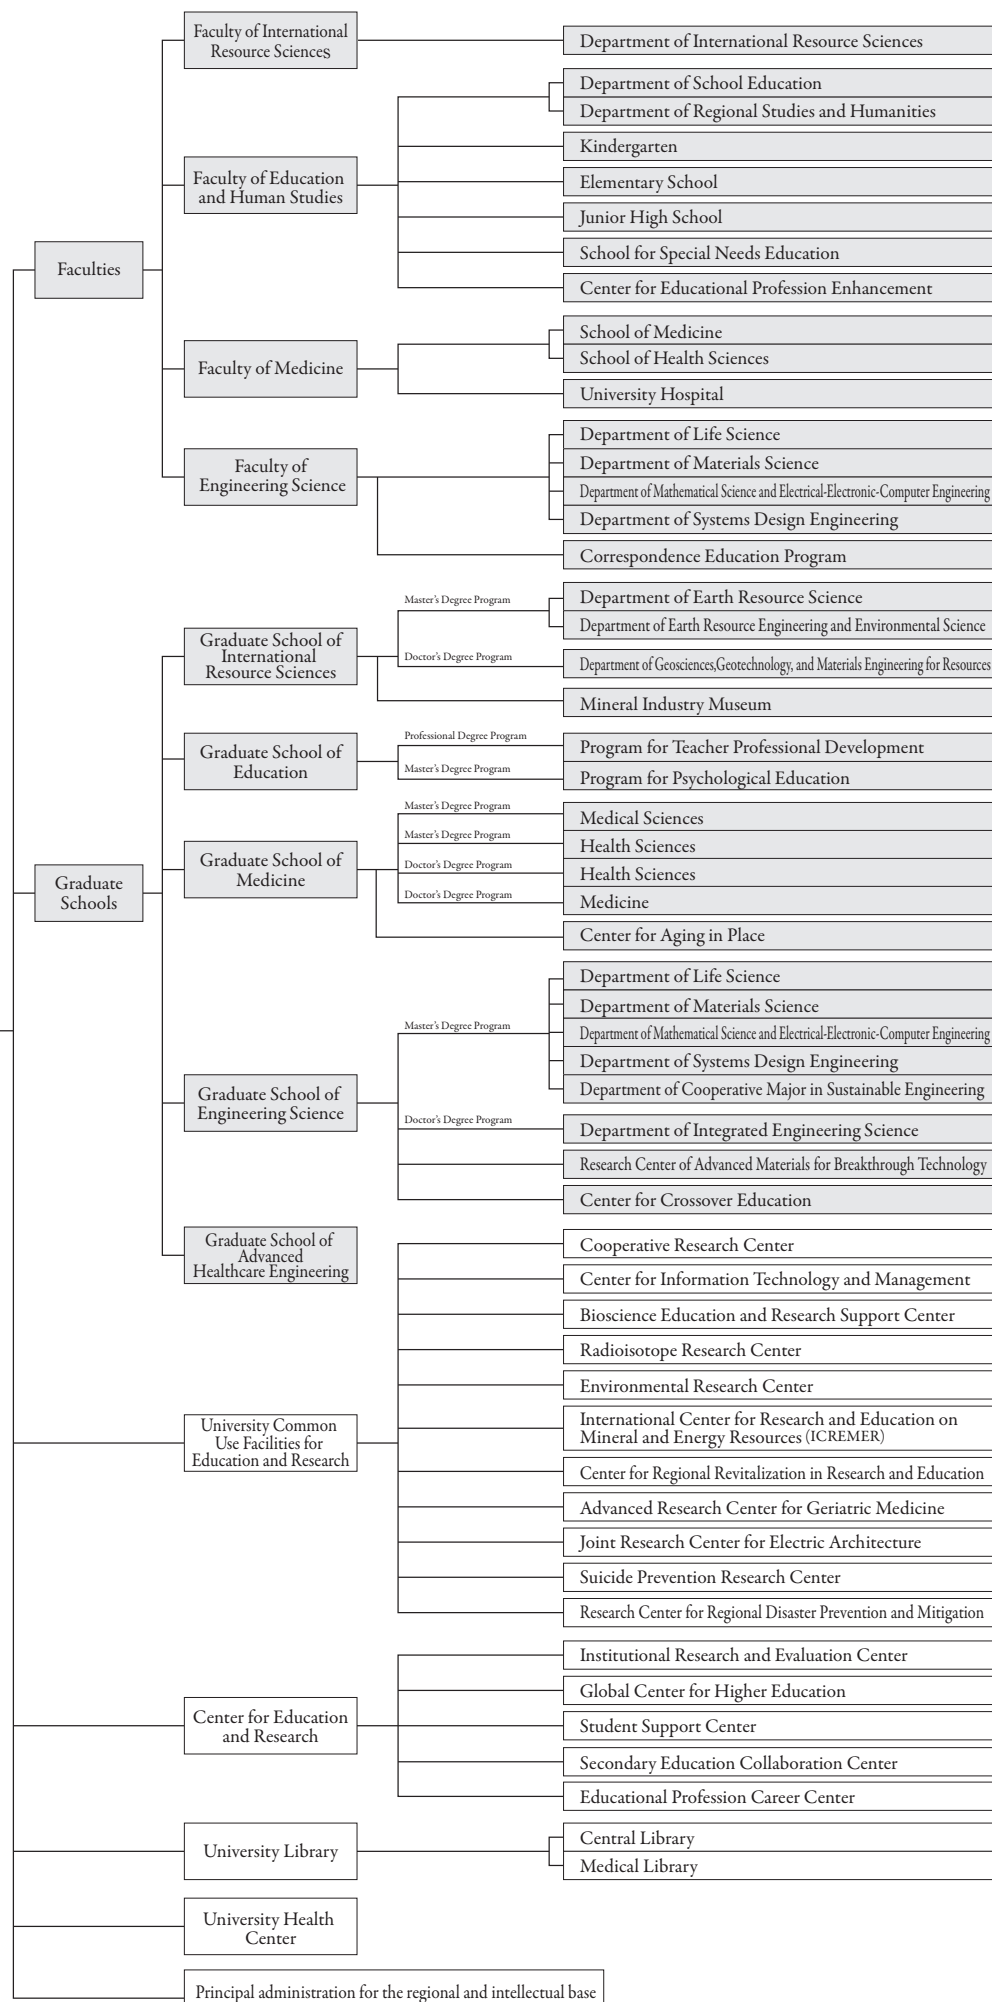 Faculty of International
Resource Sciences
Department of International Resource Sciences
Department of School Education
Department of Regional Studies and Humanities
Kindergarten
Faculty of Education
and Human Studies
Elementary School
Junior High School
School for Special Needs Education
Center for Educational Profession Enhancement
Faculties
School of Medicine
School of Health Sciences
Faculty of Medicine
University Hospital
Department of Life Science
Department of Materials Science
Faculty of
Engineering Science
Department of Mathematical Science and Electrical-Electronic-Computer Engineering
Department of Systems Design Engineering
Correspondence Education Program
Master's Degree Program
Department of Earth Resource Science
Department of Earth Resource Engineering and Environmental Science
Graduate School of
International
Resource Sciences
Doctor's Degree Program
Department of Geosciences,Geotechnology, and Materials Engineering for Resources
Mineral Industry Museum
Professional Degree Program
Program for Teacher Professional Development
Graduate School of
Education
Master's Degree Program
Program for Psychological Education
Master's Degree Program
Medical Sciences
Master's Degree Program
Health Sciences
Graduate School of
Medicine
Doctor's Degree Program
Health Sciences
Doctor's Degree Program
Medicine
Graduate
Schools
Center for Aging in Place
Department of Life Science
Department of Materials Science
Master's Degree Program
Department of Mathematical Science and Electrical-Electronic-Computer Engineering
Department of Systems Design Engineering
Department of Cooperative Major in Sustainable Engineering
Graduate School of
Engineering Science
Doctor's Degree Program
Department of Integrated Engineering Science
Research Center of Advanced Materials for Breakthrough Technology
Center for Crossover Education
Graduate School of
Advanced
Healthcare Engineering
Cooperative Research Center
Center for Information Technology and Management
Bioscience Education and Research Support Center
Radioisotope Research Center
Environmental Research Center
International Center for Research and Education on
Mineral and Energy Resources (ICREMER)
University Common
Use Facilities for
Education and Research
Center for Regional Revitalization in Research and Education
Advanced Research Center for Geriatric Medicine
Joint Research Center for Electric Architecture
Suicide Prevention Research Center
Research Center for Regional Disaster Prevention and Mitigation
Institutional Research and Evaluation Center
Global Center for Higher Education
Center for Education
and Research
Student Support Center
Secondary Education Collaboration Center
Educational Profession Career Center
University Library
Central Library
Medical Library
University Health
Center
Principal administration for the regional and intellectual base